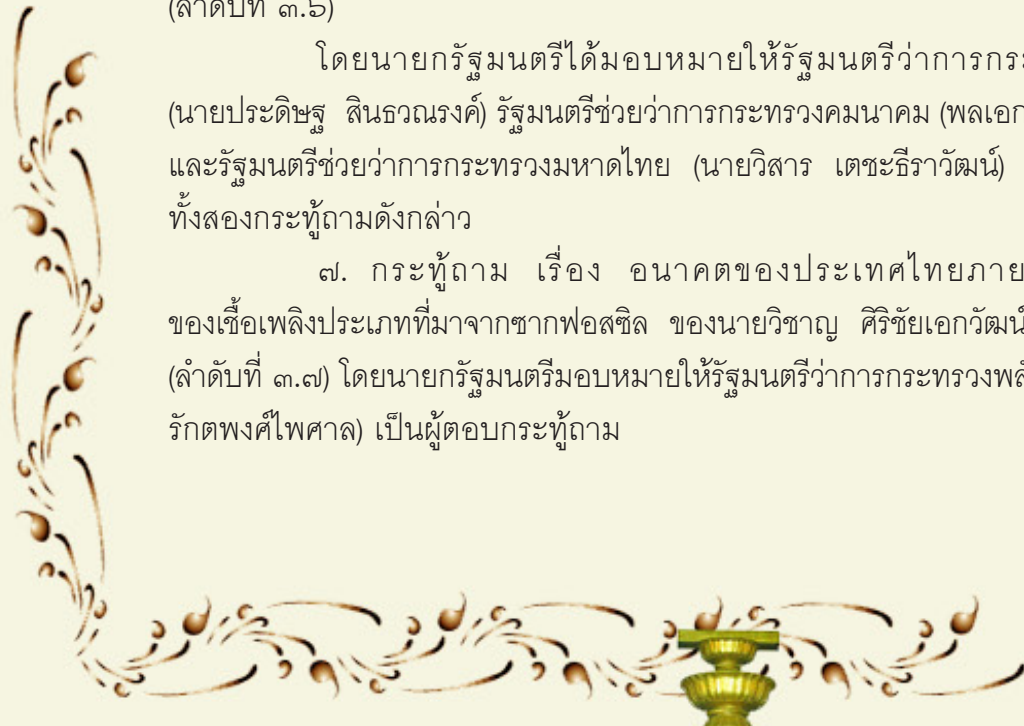 (ลำดับที่ ๓.๖)
โดยนายกรัฐมนตรีได้มอบหมายให้รัฐมนตรีว่าการกระ
(นายประดิษฐ สินธวณรงค์) รัฐมนตรีช่วยว่าการกระทรวงคมนาคม (พลเอก
และรัฐมนตรีช่วยว่าการกระทรวงมหาดไทย (นายวิสาร เตชะธีราวัฒน์)
ทั้งสองกระทู้ถามดังกล่าว
๗. กระทู้ถาม เรื่อง อนาคตของประเทศไทยภาย
ของเชื้อเพลิงประเภทที่มาจากซากฟอสซิล ของนายวิชาญ ศิริชัยเอกวัฒน์
(ลำดับที่ ๓.๗) โดยนายกรัฐมนตรีมอบหมายให้รัฐมนตรีว่าการกระทรวงพลั
รักตพงศ์ไพศาล) เป็นผู้ตอบกระทู้ถาม